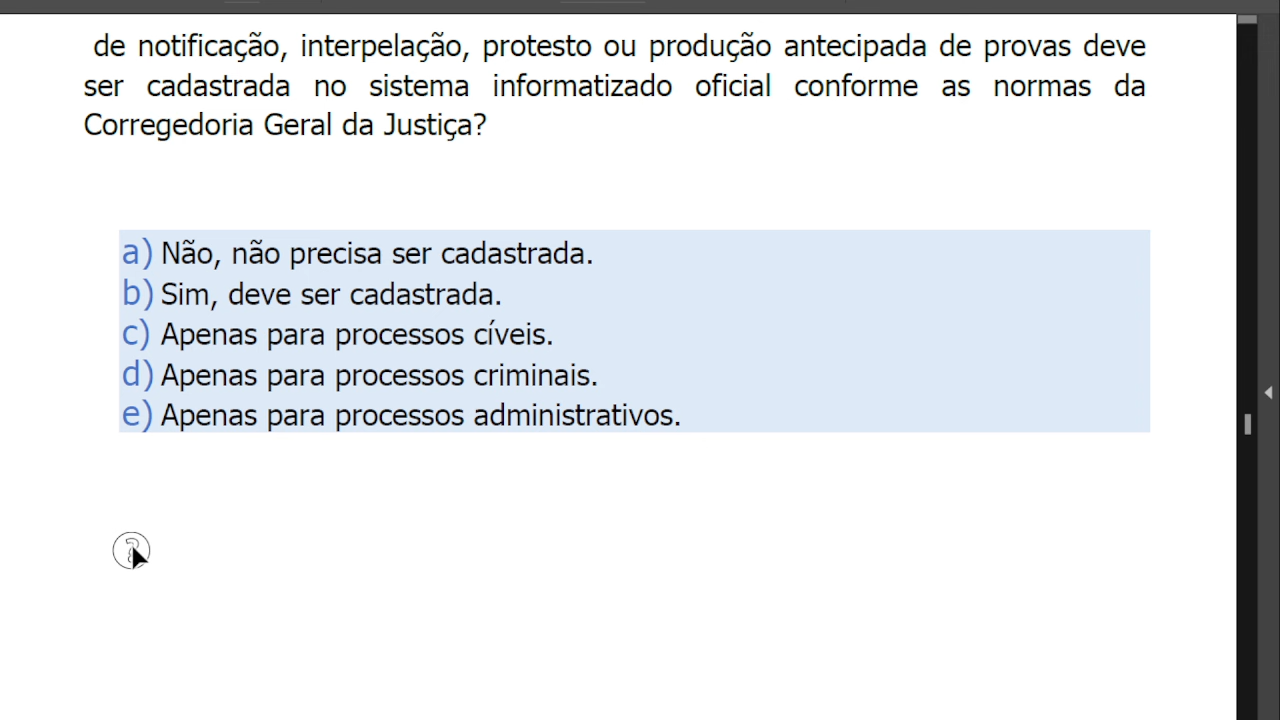 de notificação, interpelação, protesto ou produção antecipada de provas deve
ser cadastrada no sistema informatizado oficial conforme as normas da
Corregedoria Geral da Justiça?
a) Não, não precisa ser cadastrada.
b) Sim, deve ser cadastrada.
c) Apenas para processos cíveis.
d) Apenas para processos criminais.
e) Apenas para processos administrativos.